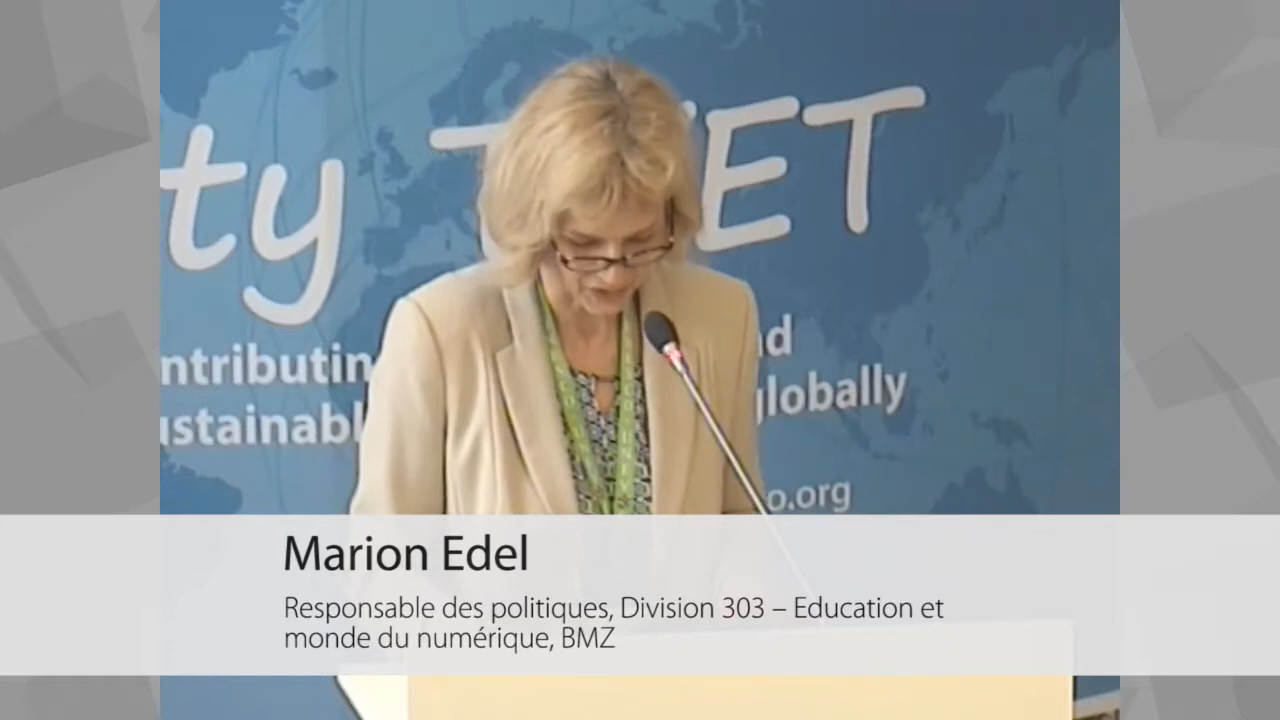 ty T ET
ntributin nd
ustainabl globally
o.org
Marion Edel
Responsable des politiques, Division 303 – Education et
monde du numérique, BMZ